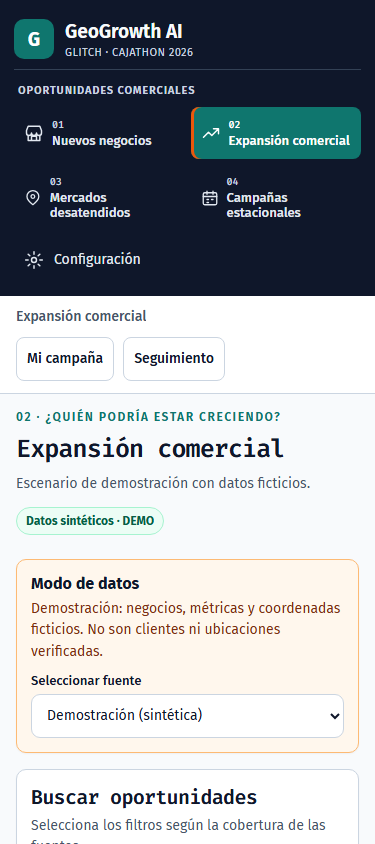 G
GeoGrowth AI
GLITCH · CAJATHON 2026
OPORTUNIDADES COMERCIALES
01
Nuevos negocios
02
Expansión comercial
03
Mercados
desatendidos
04
Campañas
estacionales
Configuración
Expansión comercial
Mi campaña
Seguimiento
02 · ¿QUIÉN PODRÍA ESTAR CRECIENDO?
Expansión comercial
Escenario de demostración con datos ficticios.
Datos sintéticos · DEMO
Modo de datos
Demostración: negocios, métricas y coordenadas
ficticios. No son clientes ni ubicaciones
verificadas.
Seleccionar fuente
Demostración (sintética)
Buscar oportunidades
Selecciona los filtros según la cobertura de las